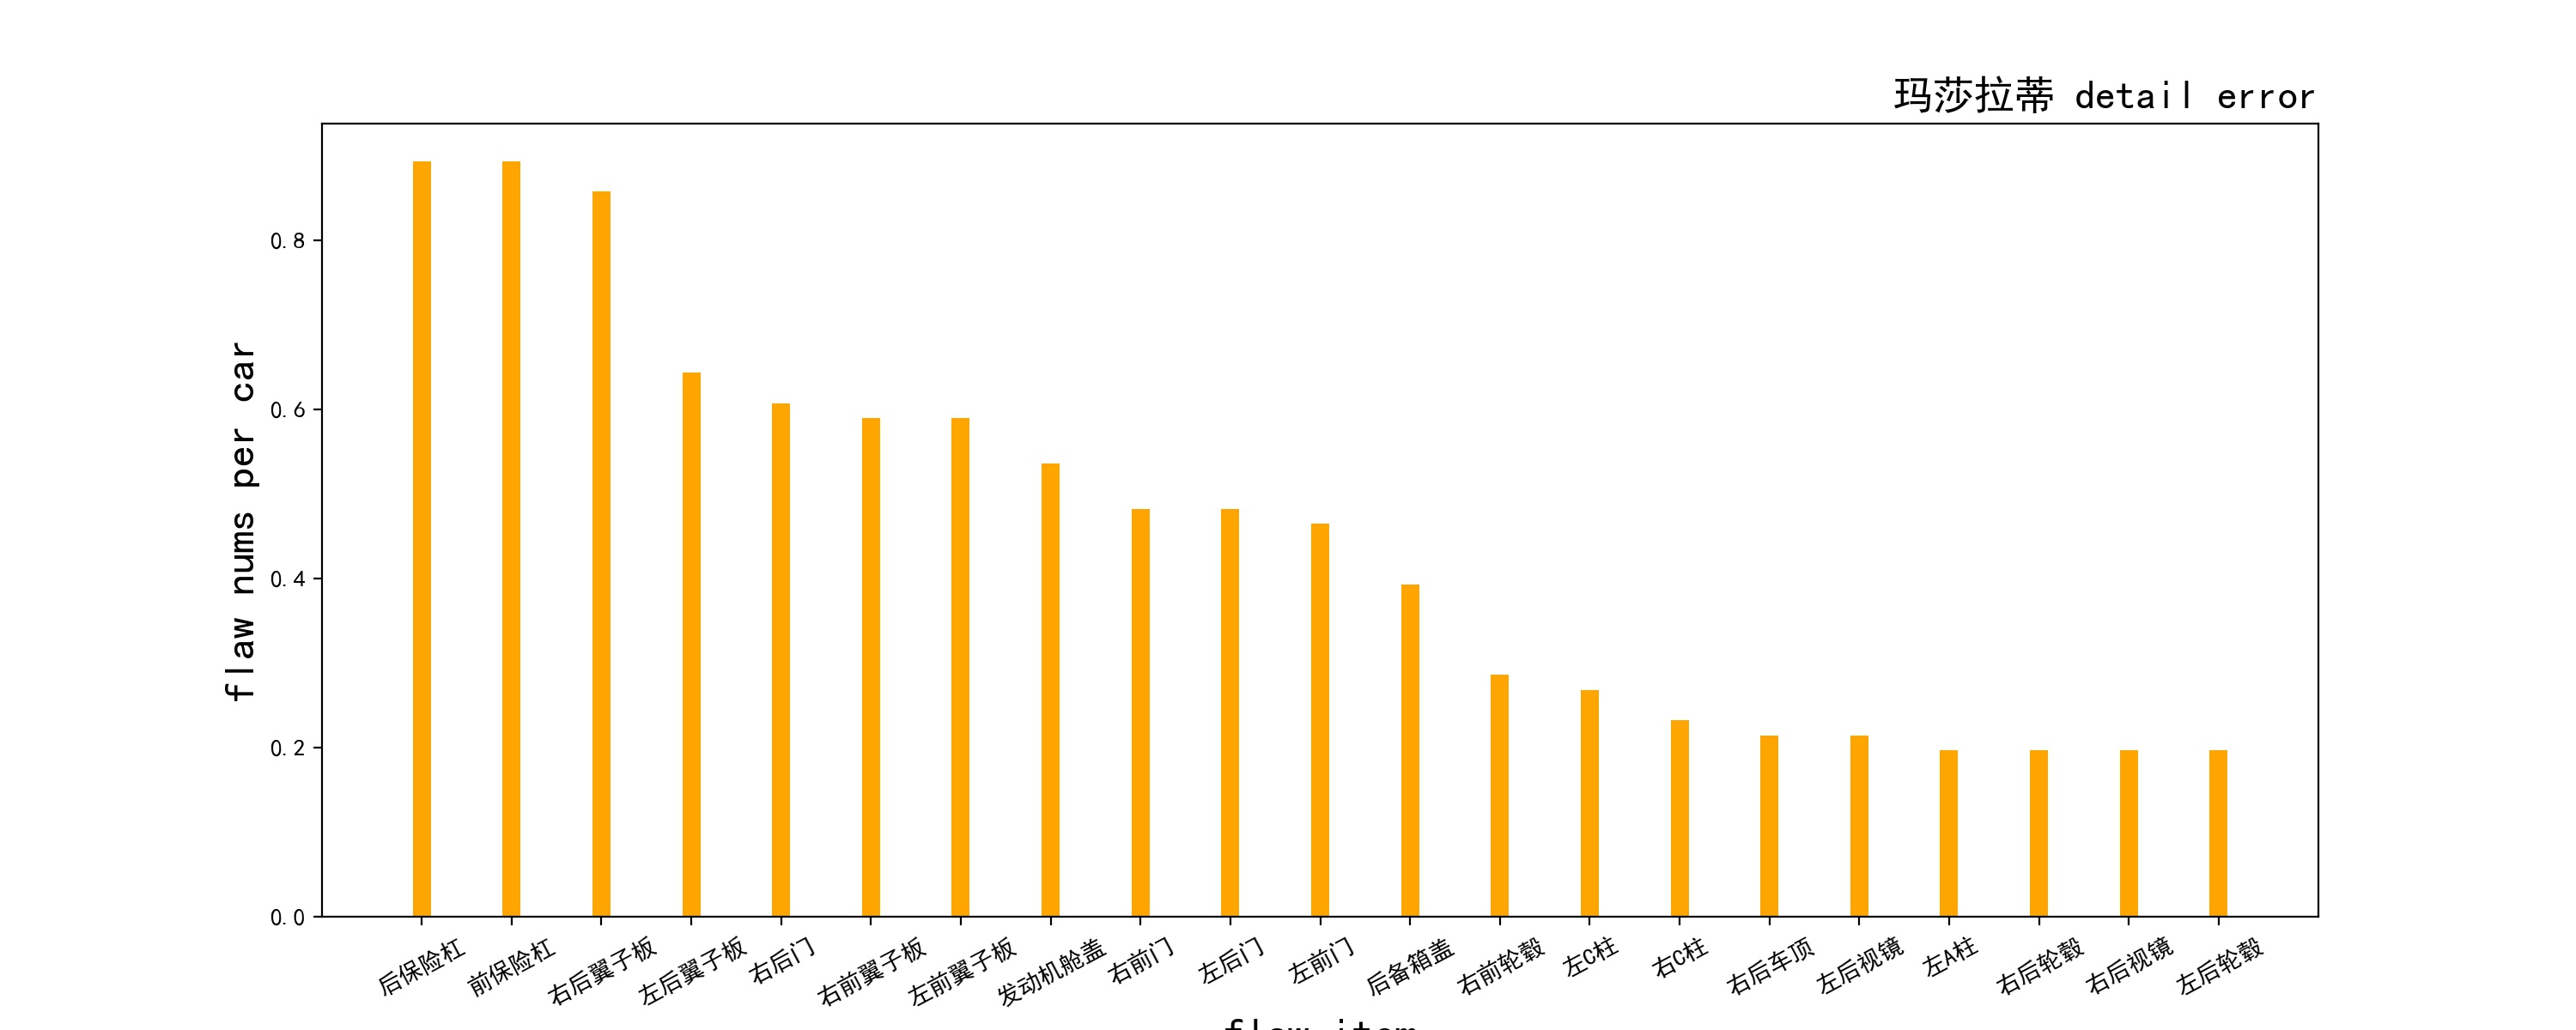 玛莎拉蒂 detail error
flaw nums per car
0.8
0.6
0.4
0.2
0.0
后保险杠
前保险杠
右后翼子板
左后翼子板
右后门
右前翼子板
左前翼子板
发动机舱盖
右前门
左后门
左前门
后备箱盖
右前轮毂
左C柱
右C柱
右后车顶
左后视镜
左A柱
右后轮毂
右后视镜
左后轮毂
flaw item